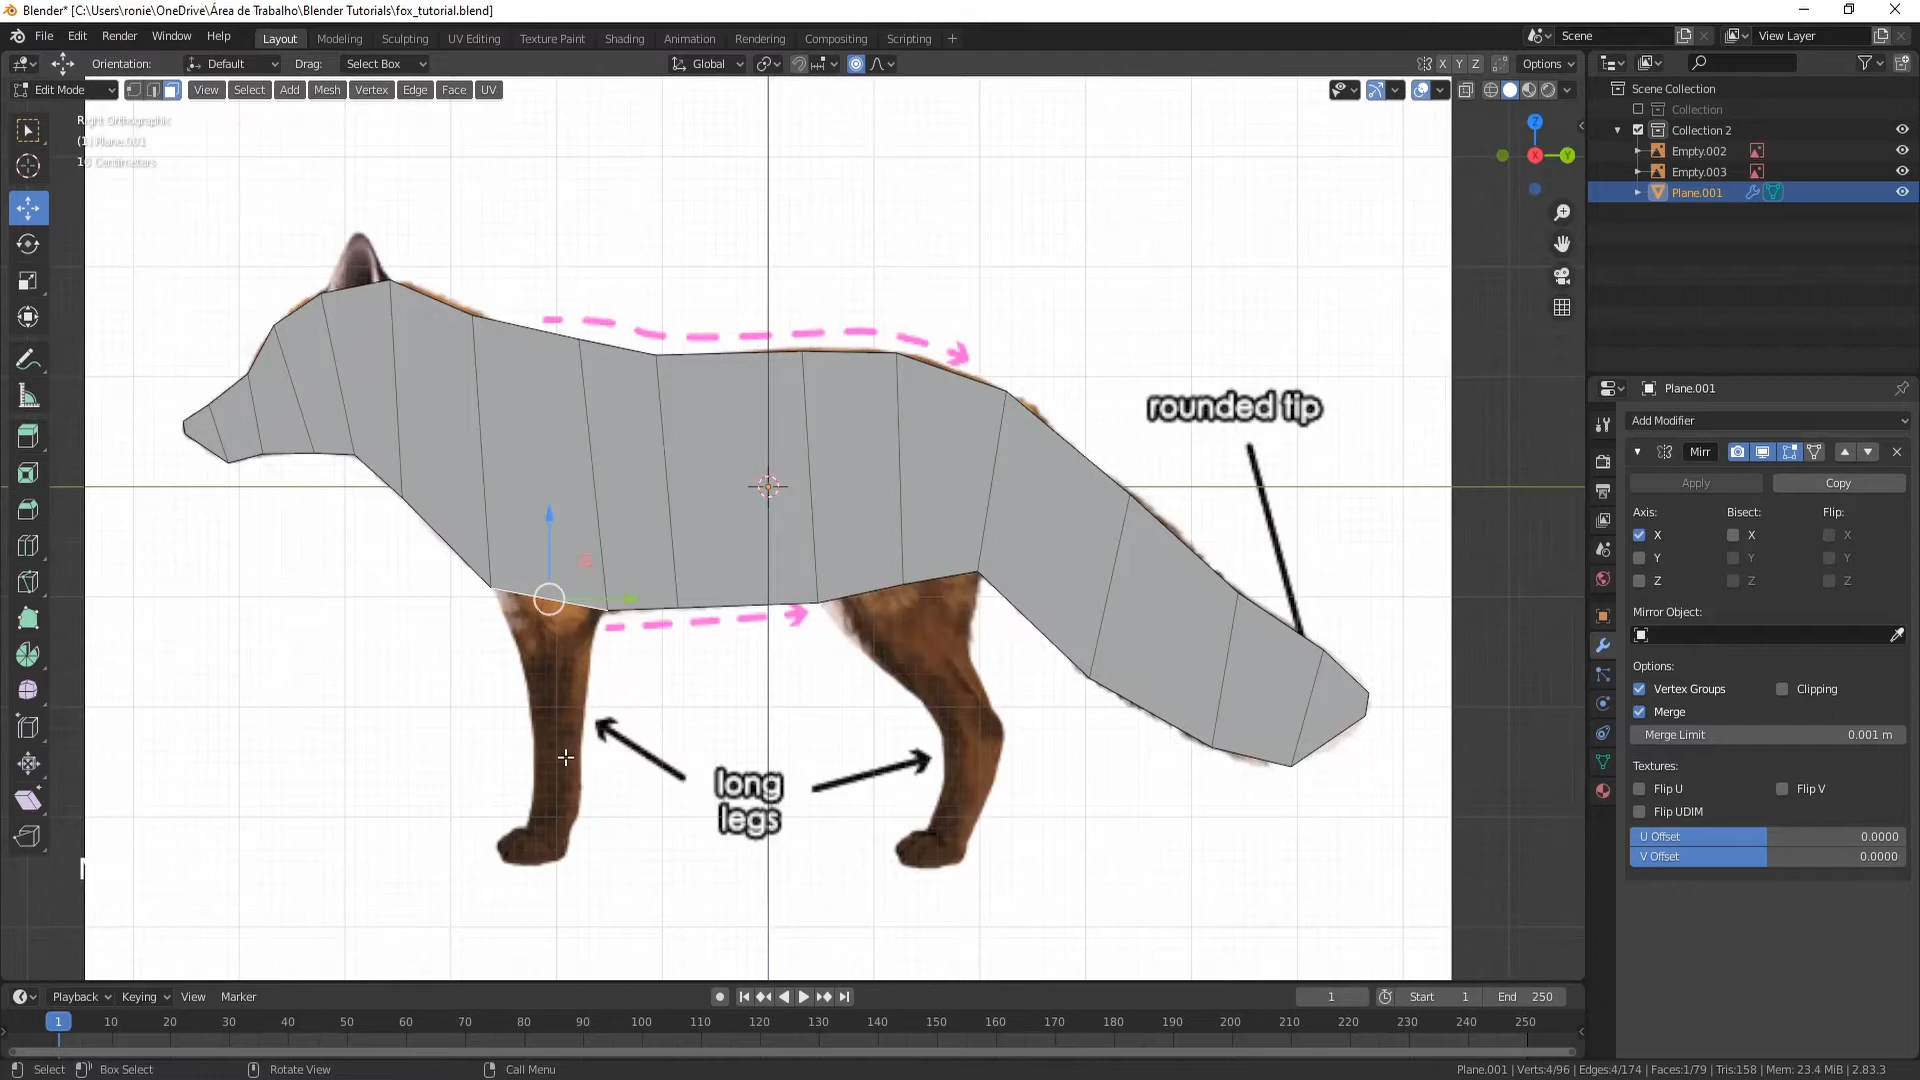 Blender* [C:\Users\ronie\OneDrive\Área de Trabalho\Blender Tutorials\fox_tutorial.blend]
File Edit Render Window Help Layout Modeling Sculpting UV Editing Texture Paint Shading Animation Rendering Compositing Scripting + Scene View Layer
Orientation: Default Drag: Select Box Global X Y Z Options
Edit Mode View Select Add Mesh Vertex Edge Face UV
Right Orthographic
(1) Plane.001
10 Centimeters
Z
X
Y
rounded tip
long
legs
Scene Collection
Collection
Collection 2
Empty.002
Empty.003
Plane.001
Plane.001
Add Modifier
Mirr
Apply Copy
Axis: Bisect: Flip:
X X X
Y Y Y
Z Z Z
Mirror Object:
Options:
Vertex Groups Clipping
Merge
Merge Limit 0.001 m
Textures:
Flip U Flip V
Flip UDIM
U Offset 0.0000
V Offset 0.0000
Playback Keying View Marker 1 Start 1 End 250
1 10 20 30 40 50 60 70 80 90 100 110 120 130 140 150 160 170 180 190 200 210 220 230 240 250
Select Box Select Rotate View Call Menu Plane.001 | Verts:4/96 | Edges:4/174 | Faces:1/79 | Tris:158 | Mem: 23.4 MiB | 2.83.3